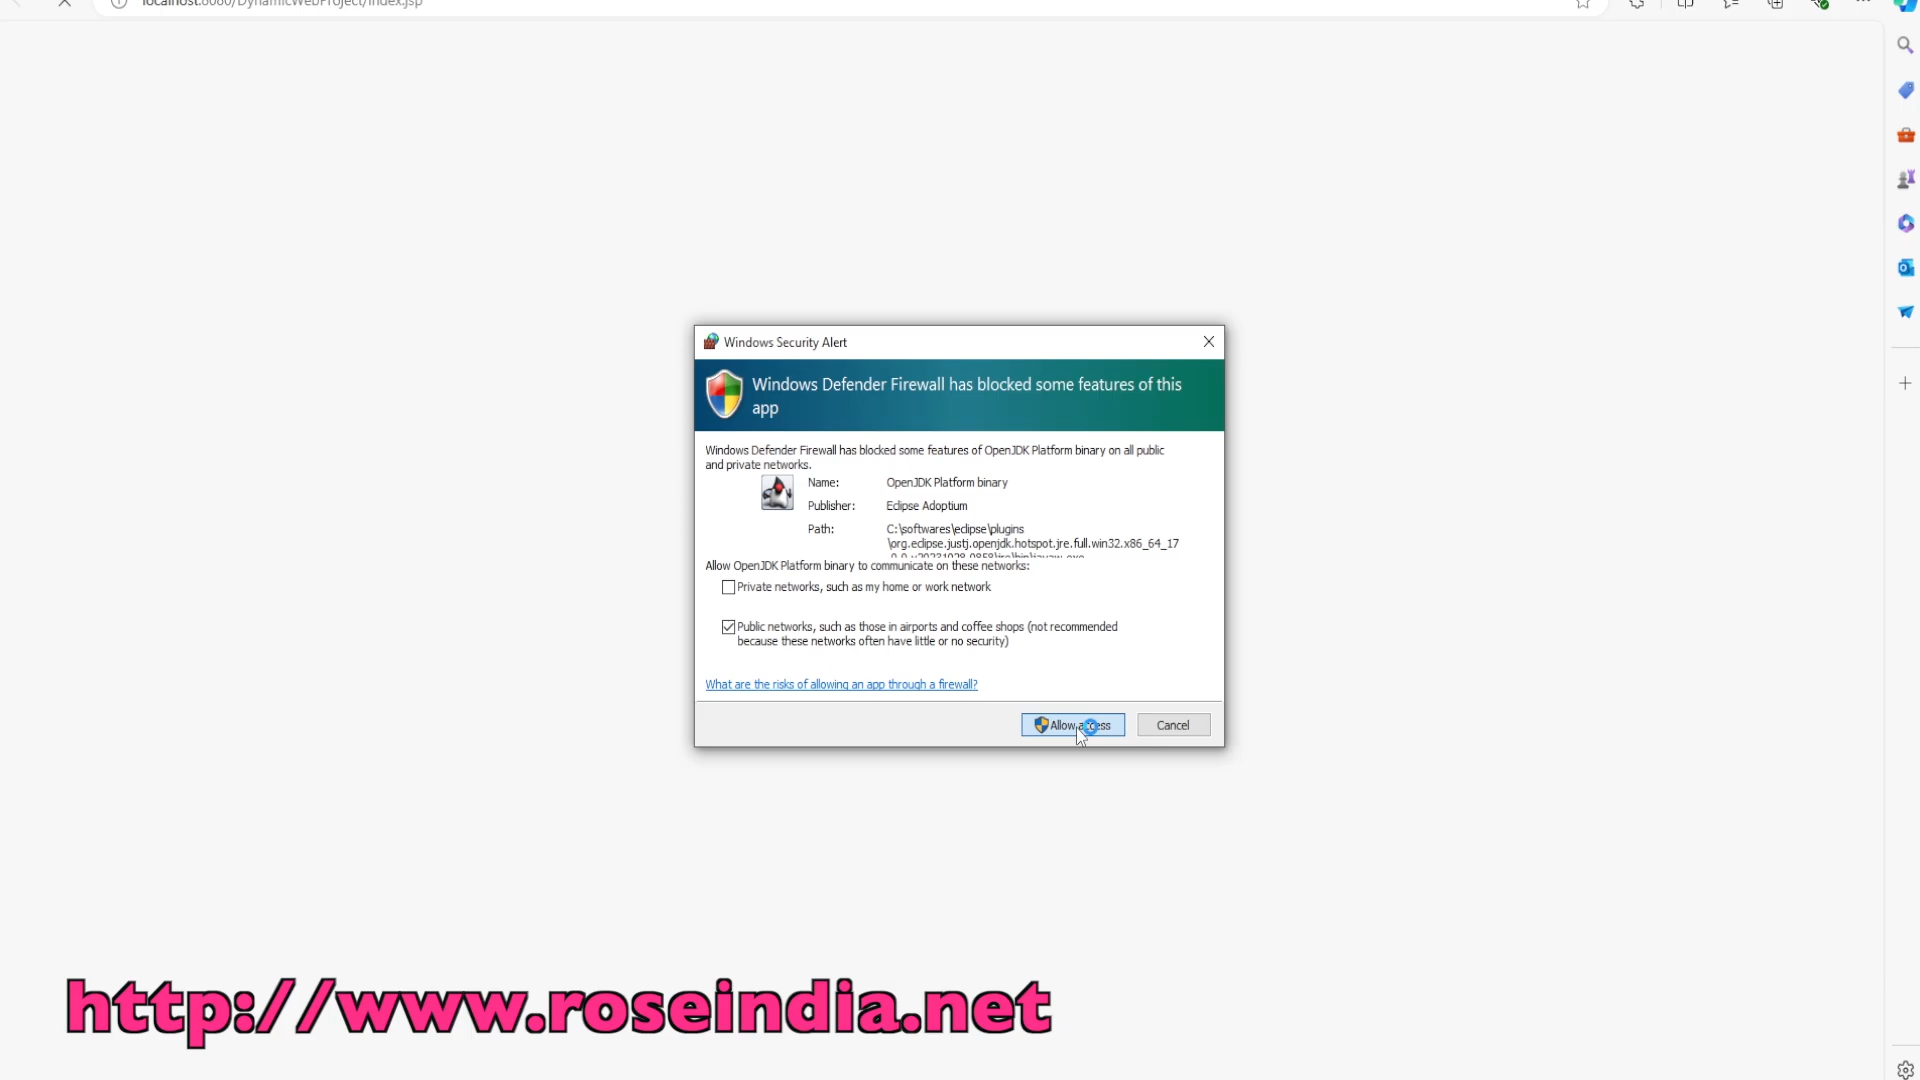 localhost:8080/DynamicWebProject/index.jsp
Windows Security Alert
Windows Defender Firewall has blocked some features of this
app
Windows Defender Firewall has blocked some features of OpenJDK Platform binary on all public
and private networks.
Name: OpenJDK Platform binary
Publisher: Eclipse Adoptium
Path: C:\softwares\eclipse\plugins
\org.eclipse.justj.openjdk.hotspot.jre.full.win32.x86_64_17
Allow OpenJDK Platform binary to communicate on these networks:
Private networks, such as my home or work network
Public networks, such as those in airports and coffee shops (not recommended
because these networks often have little or no security)
What are the risks of allowing an app through a firewall?
Allow access Cancel
http://www.roseindia.net